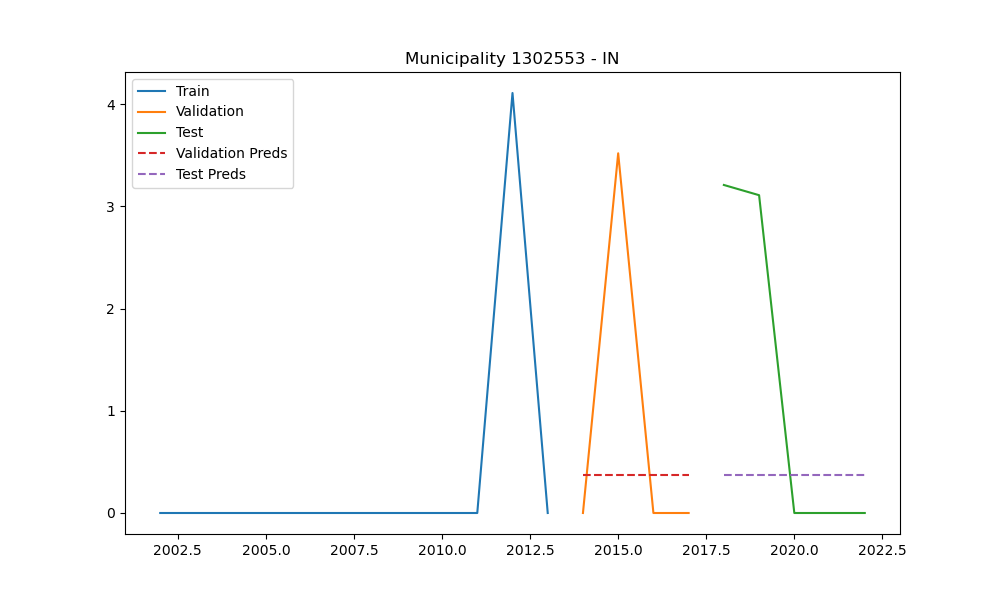 Municipality 1302553 - IN
Train
Validation
Test
Validation Preds
Test Preds
4
3
2
1
0
2002.5 2005.0 2007.5 2010.0 2012.5 2015.0 2017.5 2020.0 2022.5